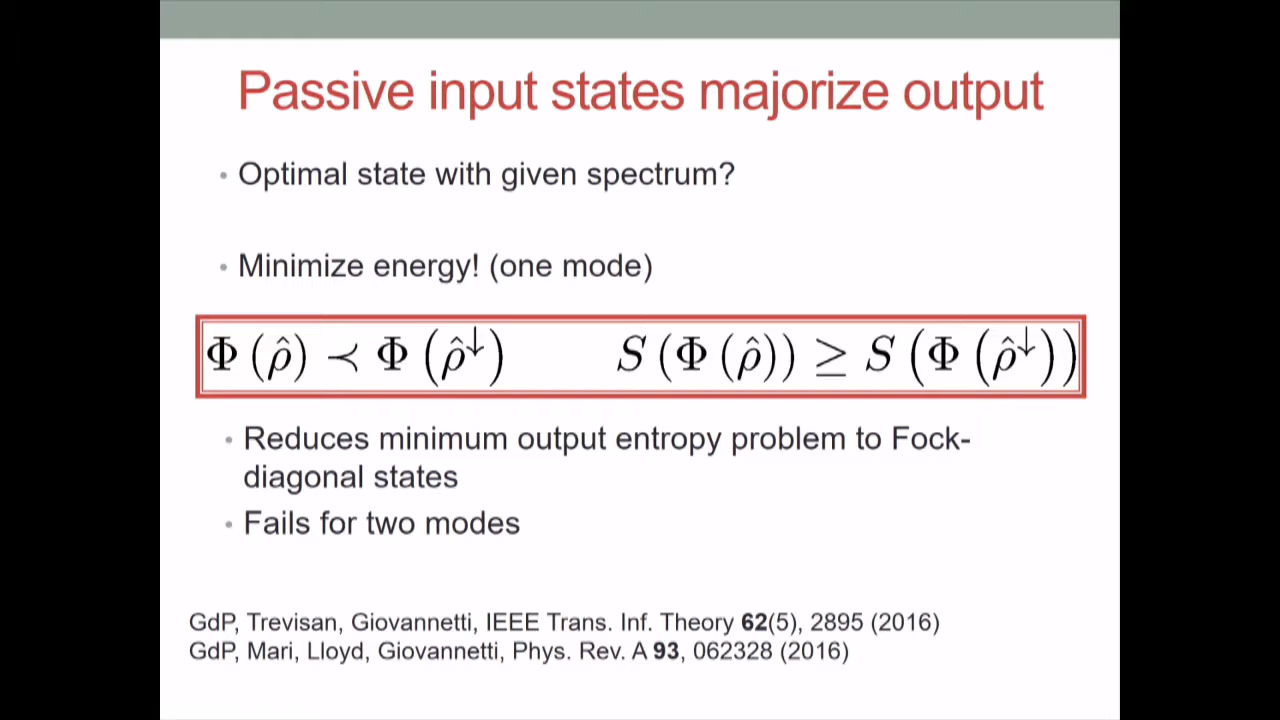 Passive input states majorize output
• Optimal state with given spectrum?
• Minimize energy! (one mode)
Φ (ρ̂) ≺ Φ (ρ̂↓)    S (Φ (ρ̂)) ≥ S (Φ (ρ̂↓))
• Reduces minimum output entropy problem to Fock-
diagonal states
• Fails for two modes
GdP, Trevisan, Giovannetti, IEEE Trans. Inf. Theory 62(5), 2895 (2016)
GdP, Mari, Lloyd, Giovannetti, Phys. Rev. A 93, 062328 (2016)